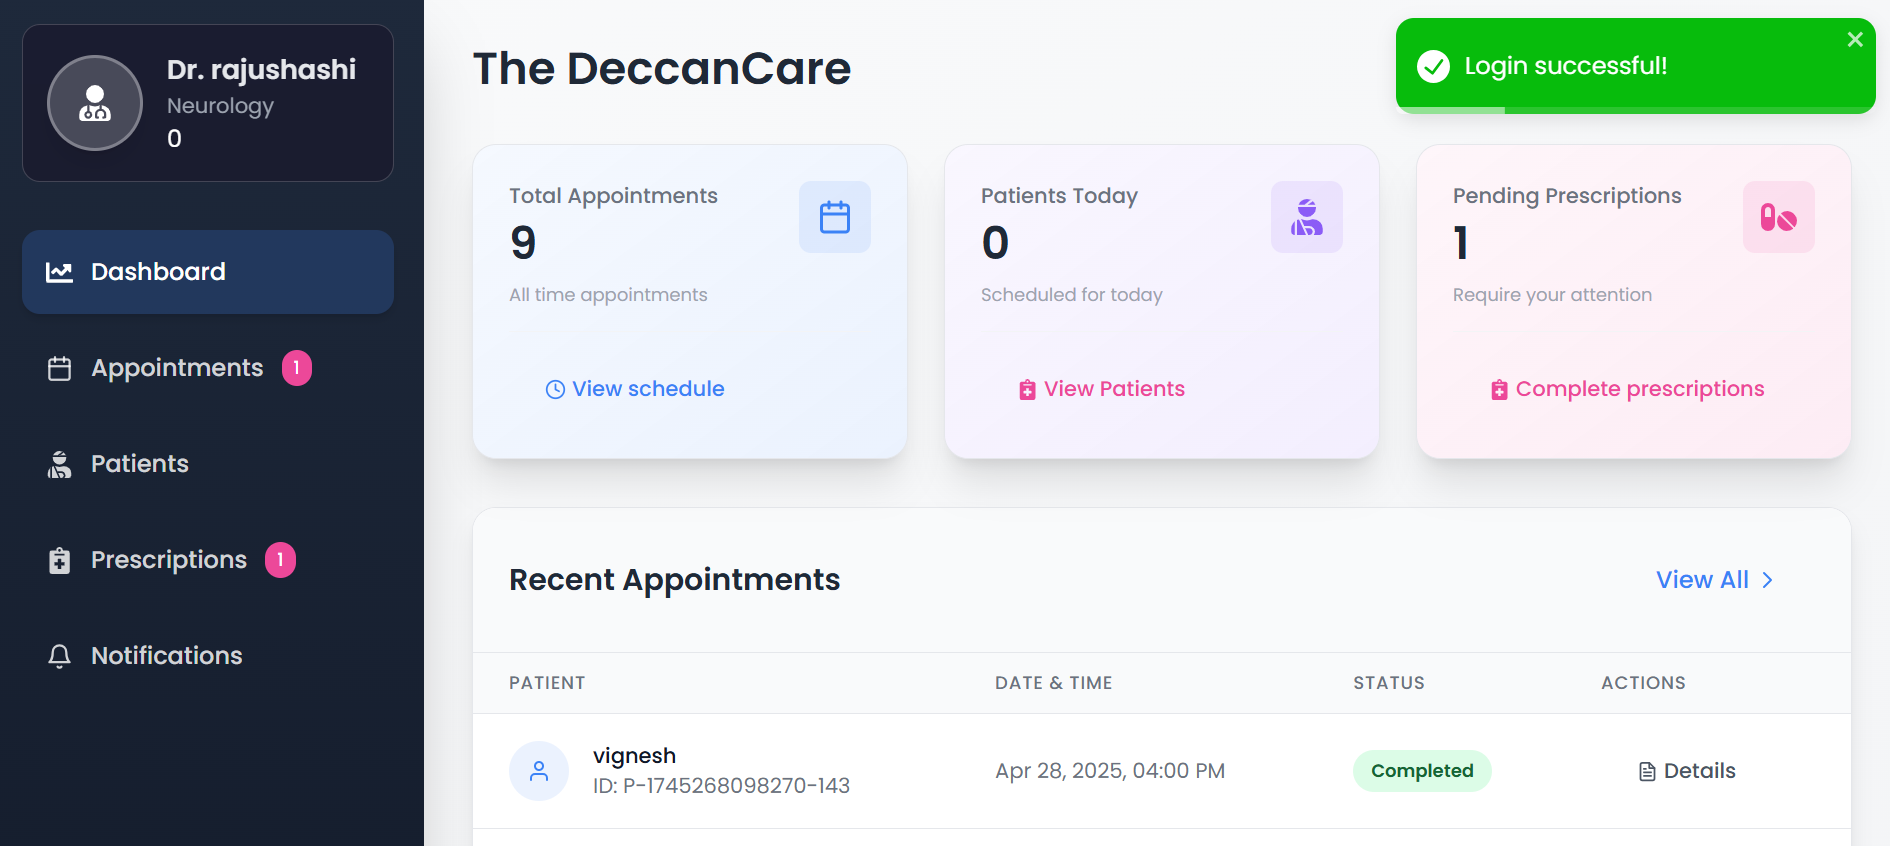 Dr. rajushashi
Neurology
0
Dashboard
Appointments 1
Patients
Prescriptions 1
Notifications
The DeccanCare
Login successful!
Total Appointments
9
All time appointments
View schedule
Patients Today
0
Scheduled for today
View Patients
Pending Prescriptions
1
Require your attention
Complete prescriptions
Recent Appointments
View All
PATIENT DATE & TIME STATUS ACTIONS
vignesh
ID: P-1745268098270-143
Apr 28, 2025, 04:00 PM
Completed
Details